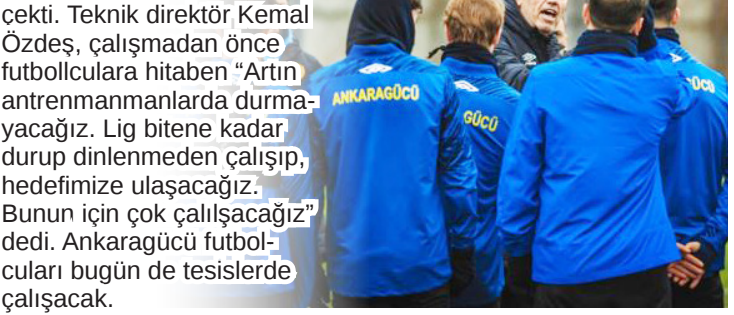 çekti. Teknik direktör Kemal
Özdeş, çalışmadan önce
futbollculara hitaben “Artın
antrenmanmanlarda durma-
yacağız. Lig bitene kadar
durup dinlenmeden çalışıp,
hedefimize ulaşacağız.
Bunun için çok çalılşacağız”
dedi. Ankaragücü futbol-
cuları bugün de tesislerde
çalışacak.
ANKARAGÜCÜ
GÜCÜ